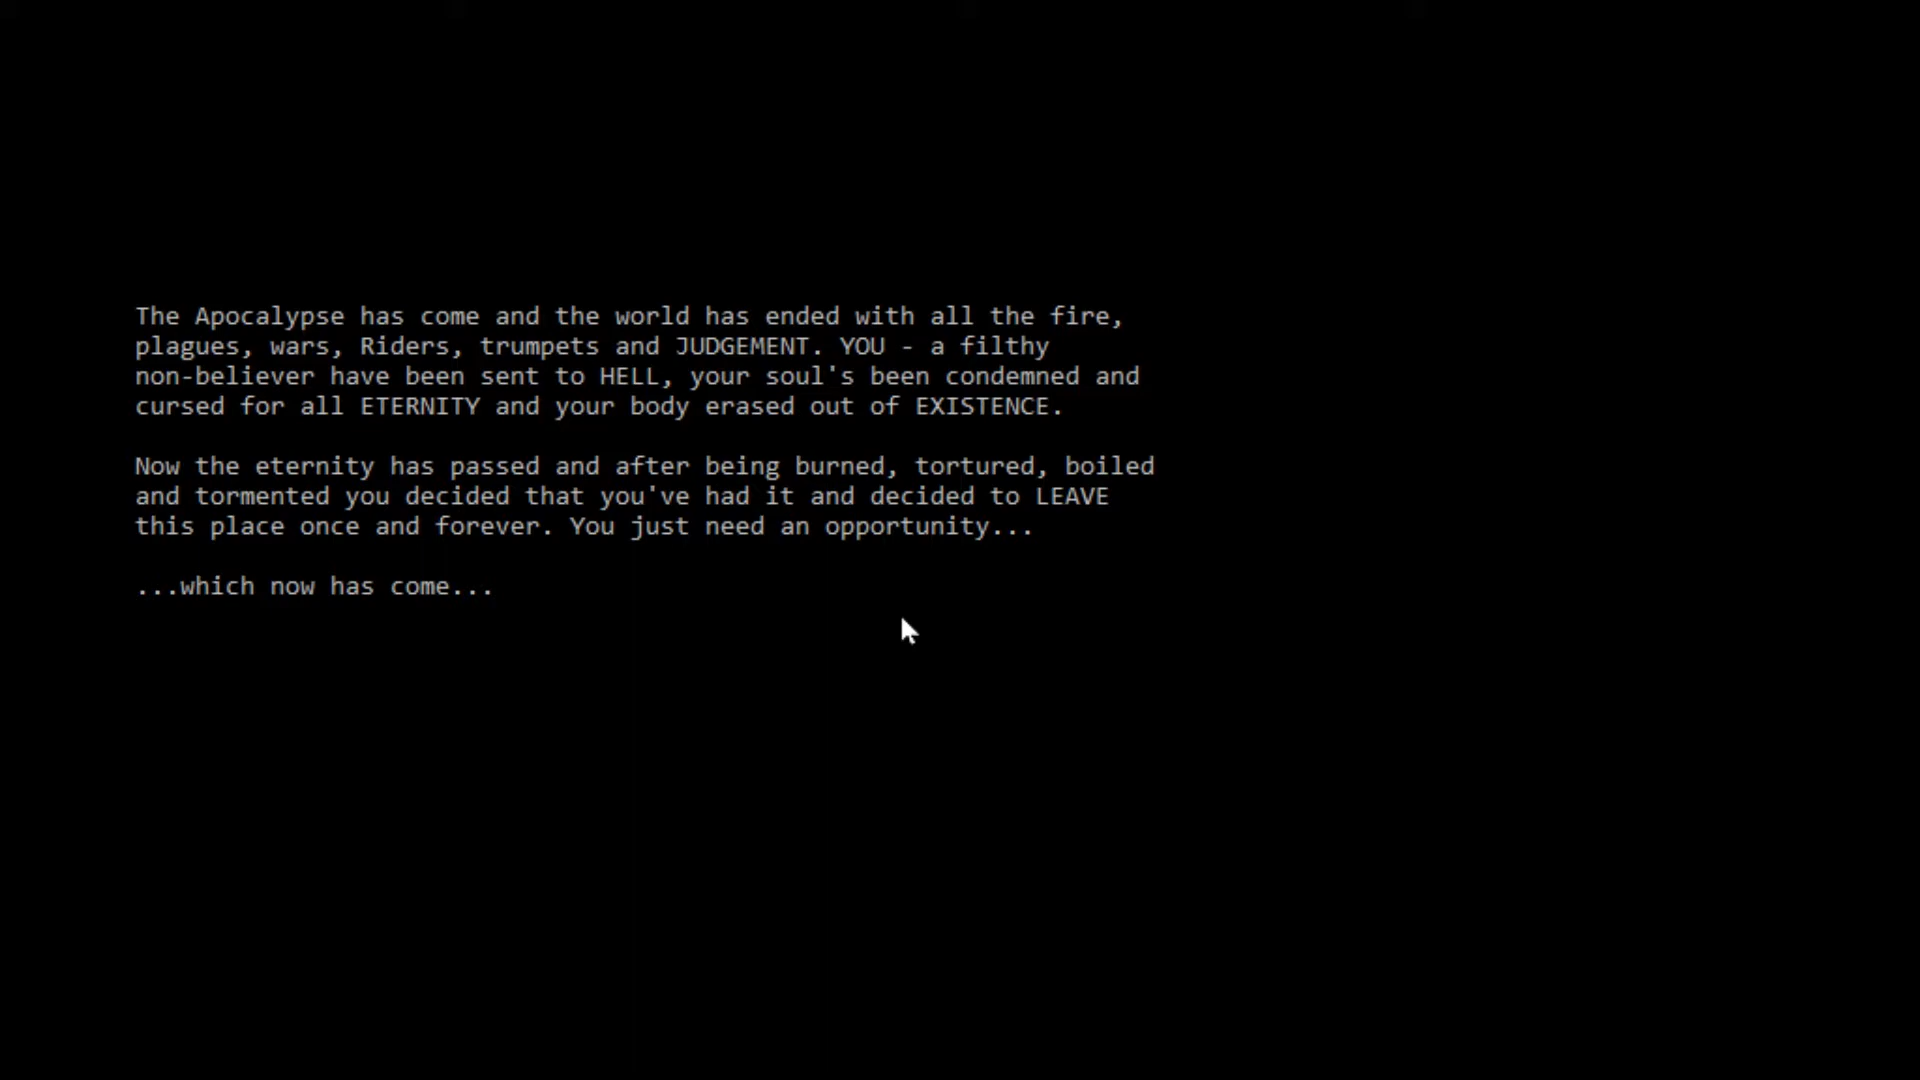 The Apocalypse has come and the world has ended with all the fire,
plagues, wars, Riders, trumpets and JUDGEMENT. YOU - a filthy
non-believer have been sent to HELL, your soul's been condemned and
cursed for all ETERNITY and your body erased out of EXISTENCE.
Now the eternity has passed and after being burned, tortured, boiled
and tormented you decided that you've had it and decided to LEAVE
this place once and forever. You just need an opportunity...
...which now has come...